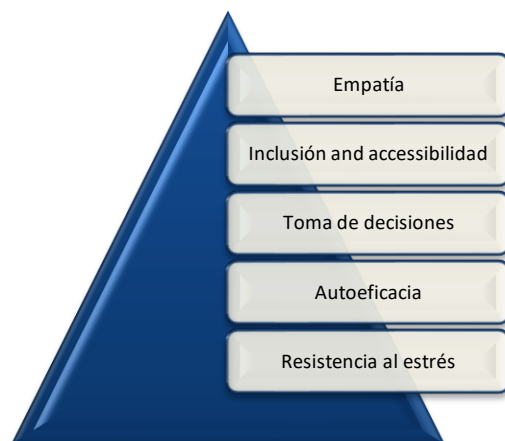 Empatía
Inclusión and accessibilidad
Toma de decisiones
Autoeficacia
Resistencia al estrés